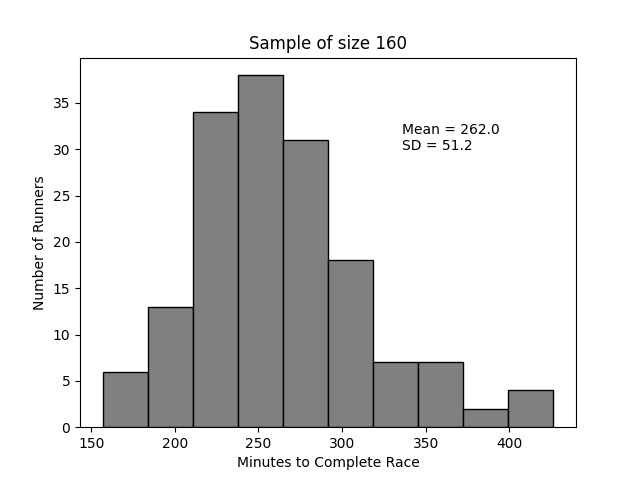 Sample of size 160
Mean = 262.0
SD = 51.2
Number of Runners
35
30
25
20
15
10
5
0
150 200 250 300 350 400
Minutes to Complete Race